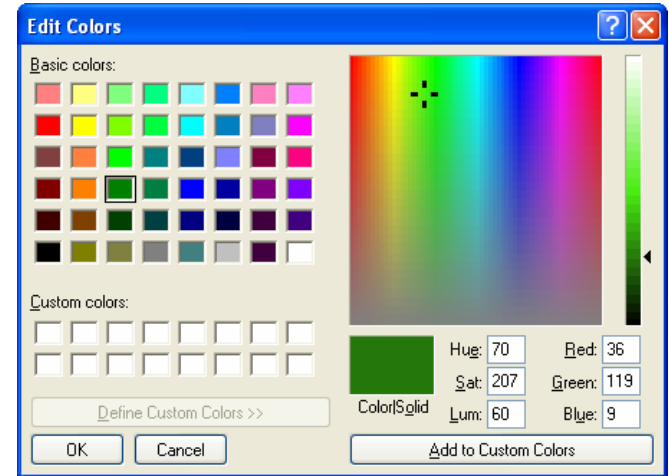 Edit Colors
Basic colors:
Custom colors:
Define Custom Colors >>
OK Cancel
Color|Solid
Hue: 70 Red: 36
Sat: 207 Green: 119
Lum: 60 Blue: 9
Add to Custom Colors